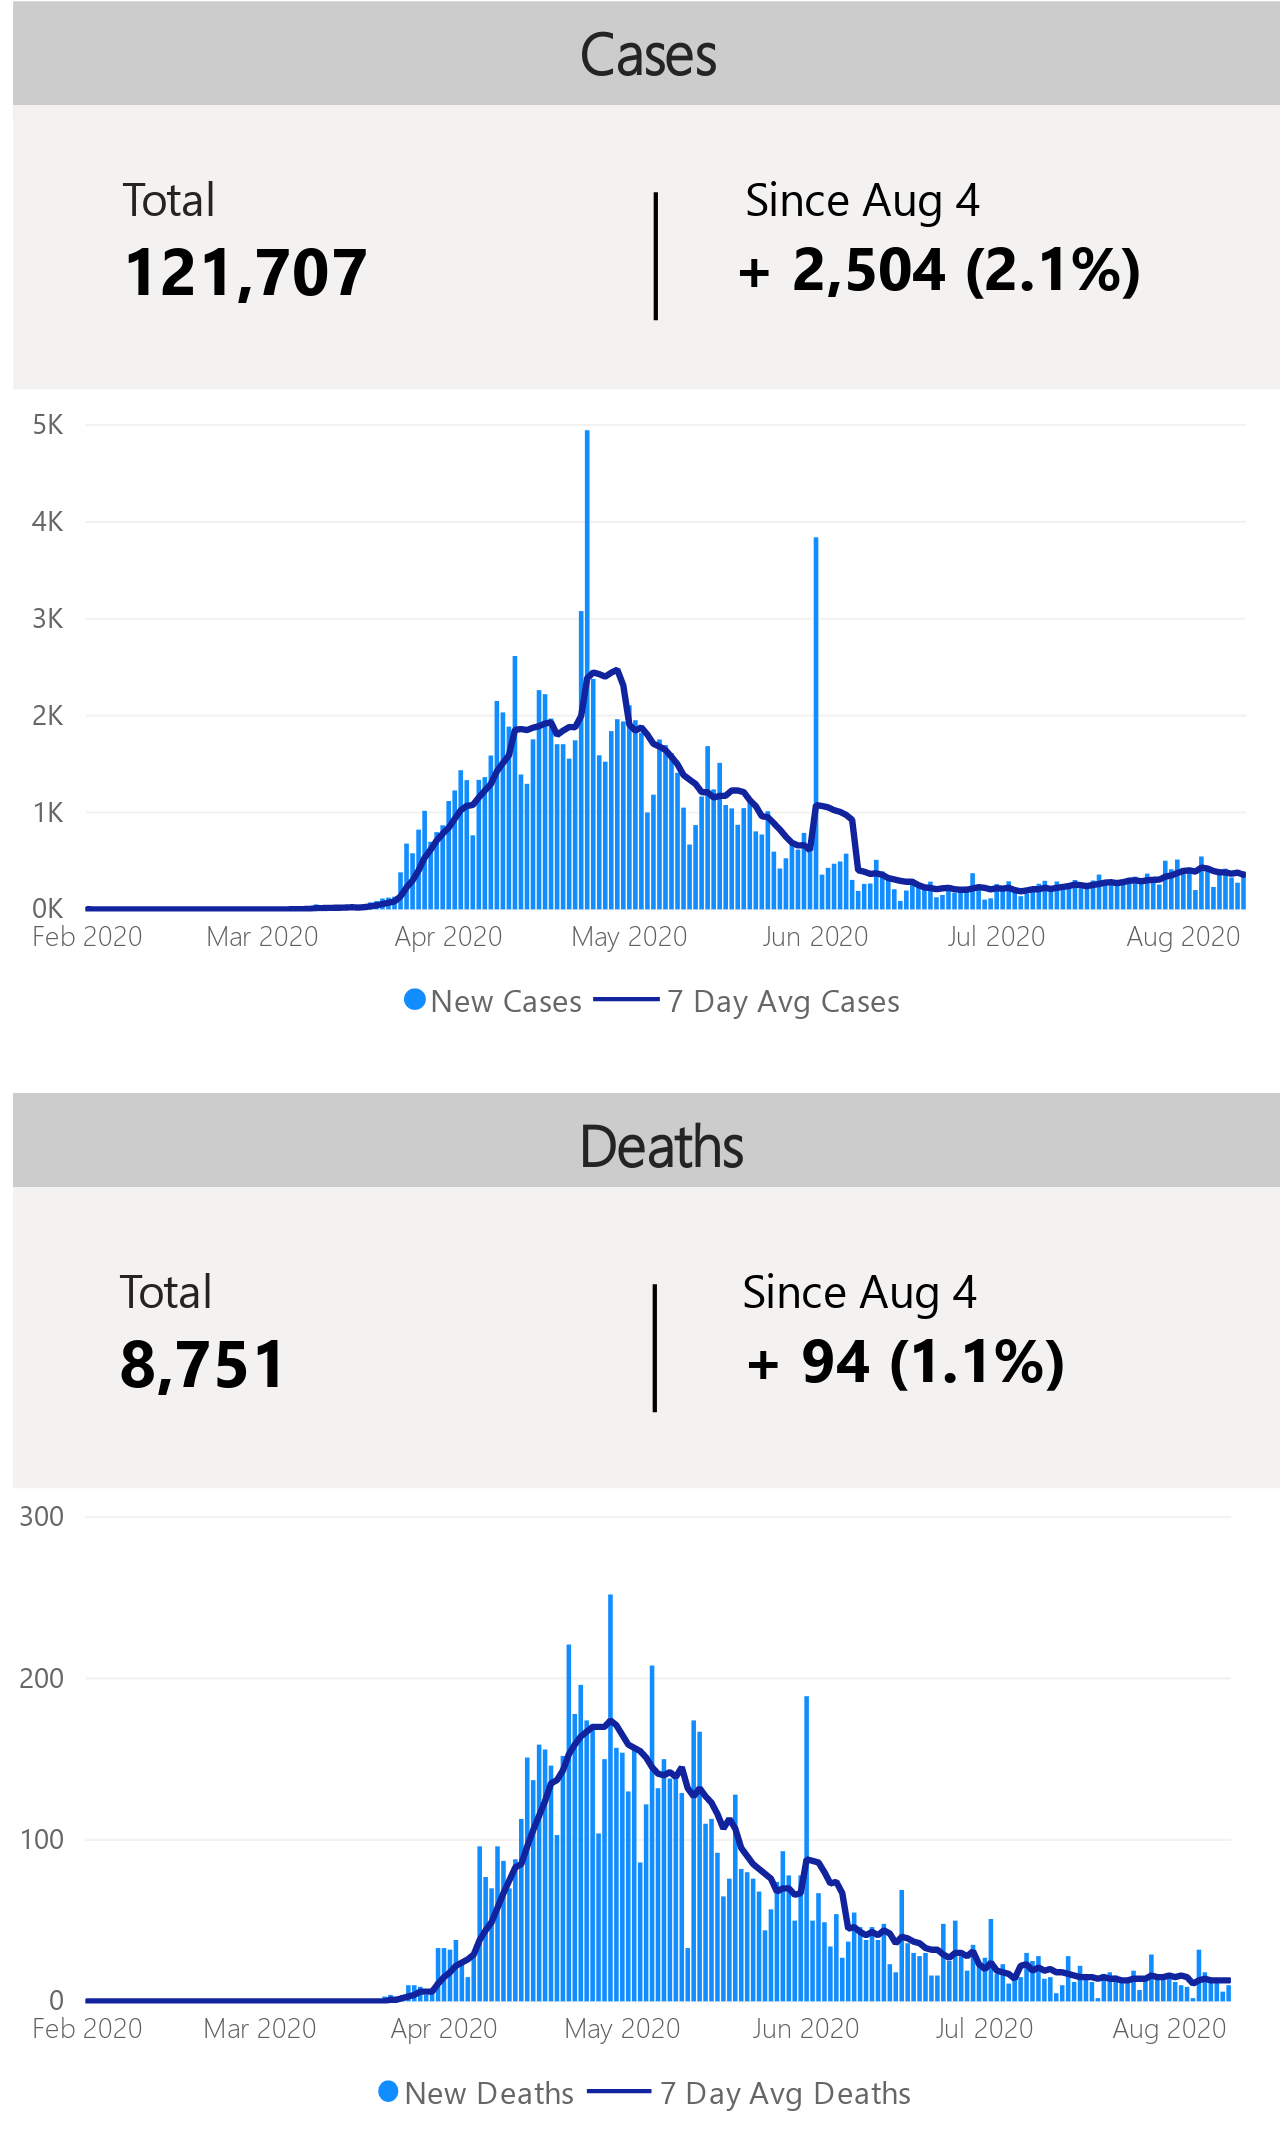 Cases
Total
121,707
Since Aug 4
+ 2,504 (2.1%)
5K
4K
3K
2K
1K
0K
Feb 2020 Mar 2020 Apr 2020 May 2020 Jun 2020 Jul 2020 Aug 2020
New Cases 7 Day Avg Cases
Deaths
Total
8,751
Since Aug 4
+ 94 (1.1%)
300
200
100
0
Feb 2020 Mar 2020 Apr 2020 May 2020 Jun 2020 Jul 2020 Aug 2020
New Deaths 7 Day Avg Deaths